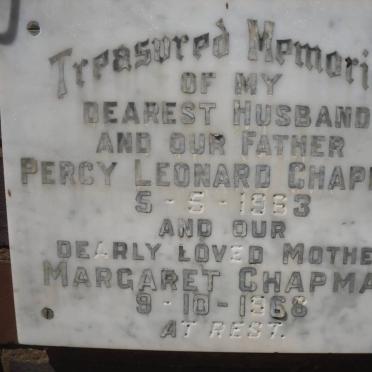 Treasured Memori
OF MY
DEAREST HUSBAND
AND OUR FATHER
PERCY LEONARD CHAP
5 - 5 - 1963
AND OUR
DEARLY LOVED MOTHE
MARGARET CHAPMA
9 - 10 - 1968
AT REST.